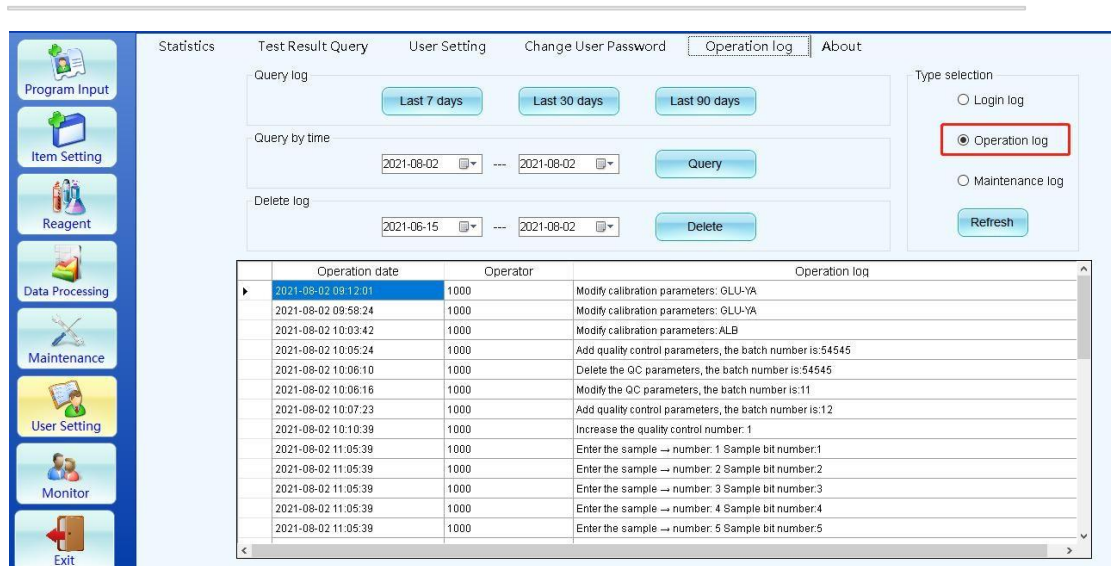 Statistics Test Result Query User Setting Change User Password Operation log About
Program Input
Item Setting
Reagent
Data Processing
Maintenance
User Setting
Monitor
Exit
Query log
Last 7 days Last 30 days Last 90 days
Query by time
2021-08-02 --- 2021-08-02 Query
Delete log
2021-06-15 --- 2021-08-02 Delete
Type selection
Login log
Operation log
Maintenance log
Refresh
Operation date Operator Operation log
2021-08-02 09:12:01 1000 Modify calibration parameters: GLU-YA
2021-08-02 09:58:24 1000 Modify calibration parameters: GLU-YA
2021-08-02 10:03:42 1000 Modify calibration parameters:ALB
2021-08-02 10:05:24 1000 Add quality control parameters, the batch number is:54545
2021-08-02 10:06:10 1000 Delete the QC parameters, the batch number is:54545
2021-08-02 10:06:16 1000 Modify the QC parameters, the batch number is:11
2021-08-02 10:07:23 1000 Add quality control parameters, the batch number is:12
2021-08-02 10:10:39 1000 Increase the quality control number: 1
2021-08-02 11:05:39 1000 Enter the sample → number: 1 Sample bit number:1
2021-08-02 11:05:39 1000 Enter the sample → number: 2 Sample bit number:2
2021-08-02 11:05:39 1000 Enter the sample → number: 3 Sample bit number:3
2021-08-02 11:05:39 1000 Enter the sample → number: 4 Sample bit number:4
2021-08-02 11:05:39 1000 Enter the sample → number: 5 Sample bit number:5